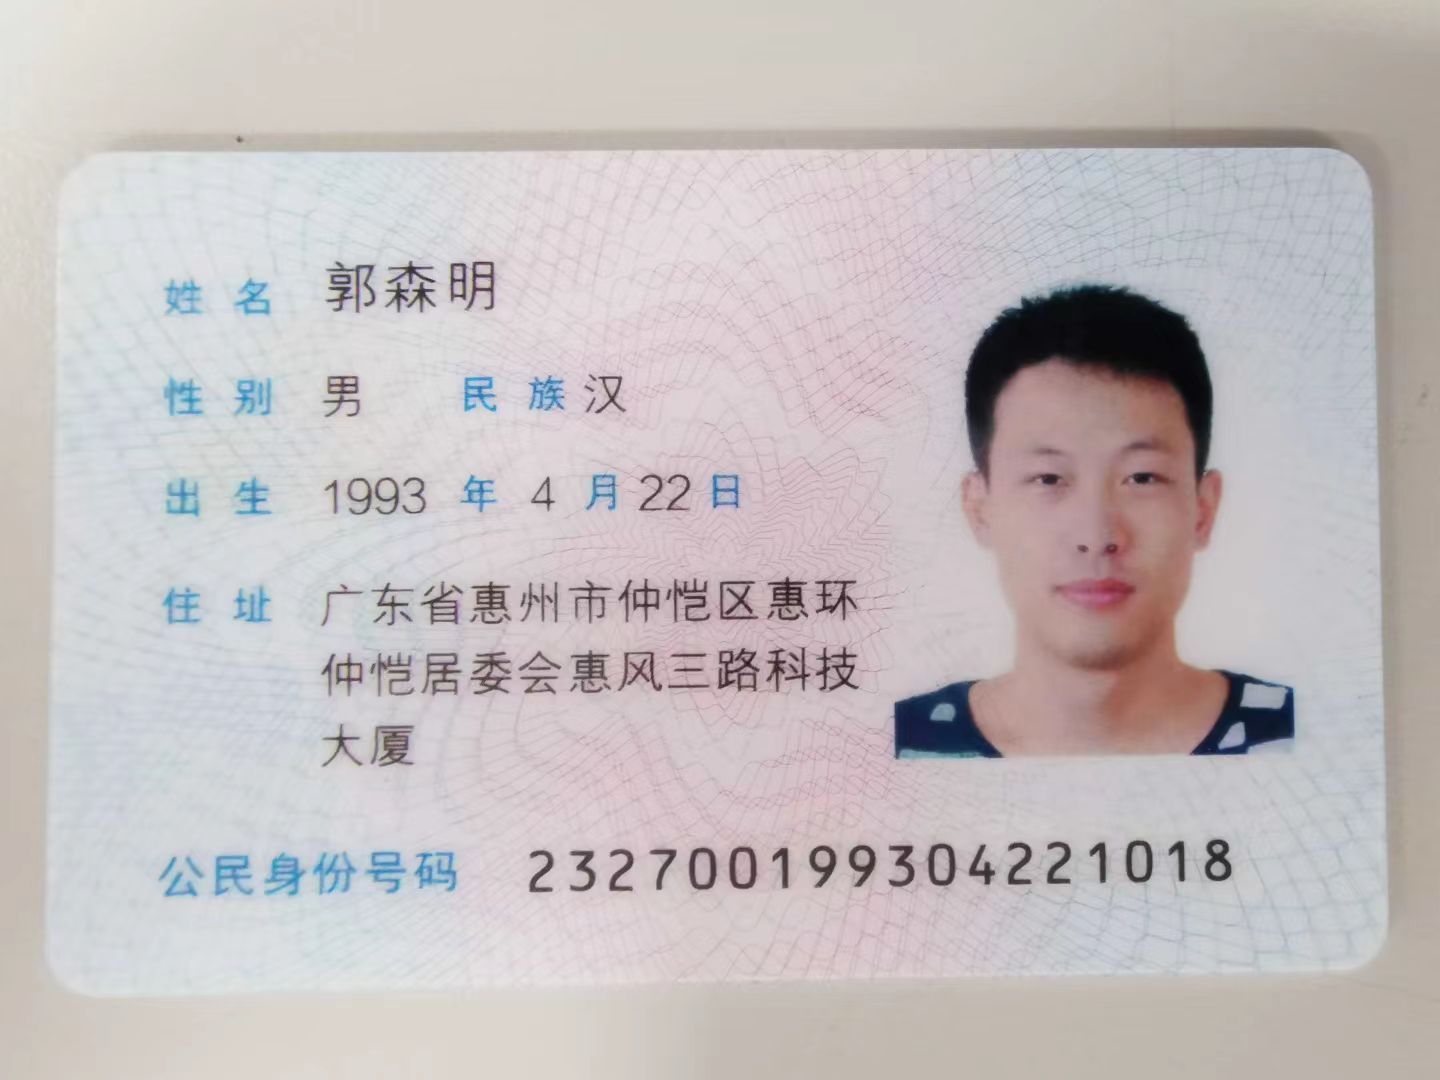 姓名 郭森明
性别 男 民族 汉
出生 1993 年 4 月 22 日
住址 广东省惠州市仲恺区惠环
仲恺居委会惠风三路科技
大厦
公民身份号码 232700199304221018